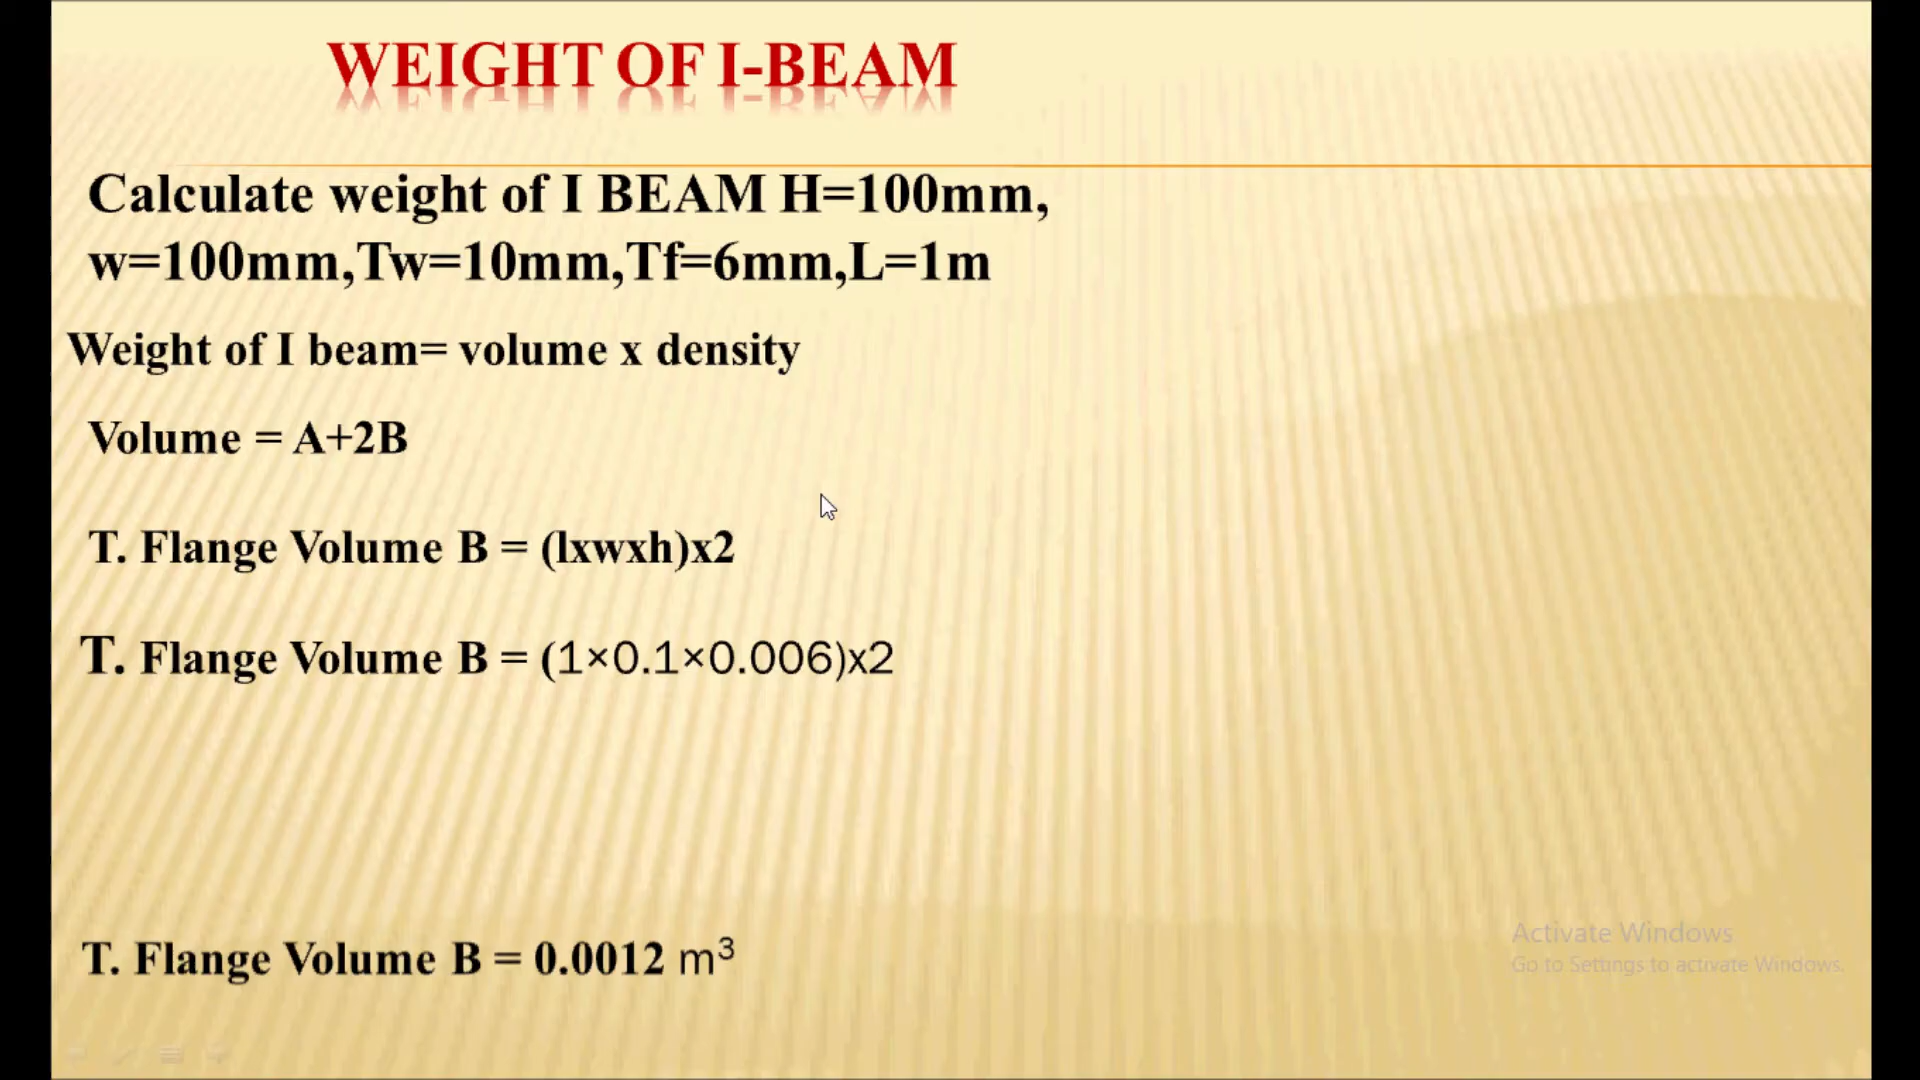 WEIGHT OF I-BEAM
Calculate weight of I BEAM H=100mm,
w=100mm,Tw=10mm,Tf=6mm,L=1m
Weight of I beam= volume x density
Volume = A+2B
T. Flange Volume B = (lxwxh)x2
T. Flange Volume B = (1×0.1×0.006)x2
T. Flange Volume B = 0.0012 m³
Activate Windows
Go to Settings to activate Windows.